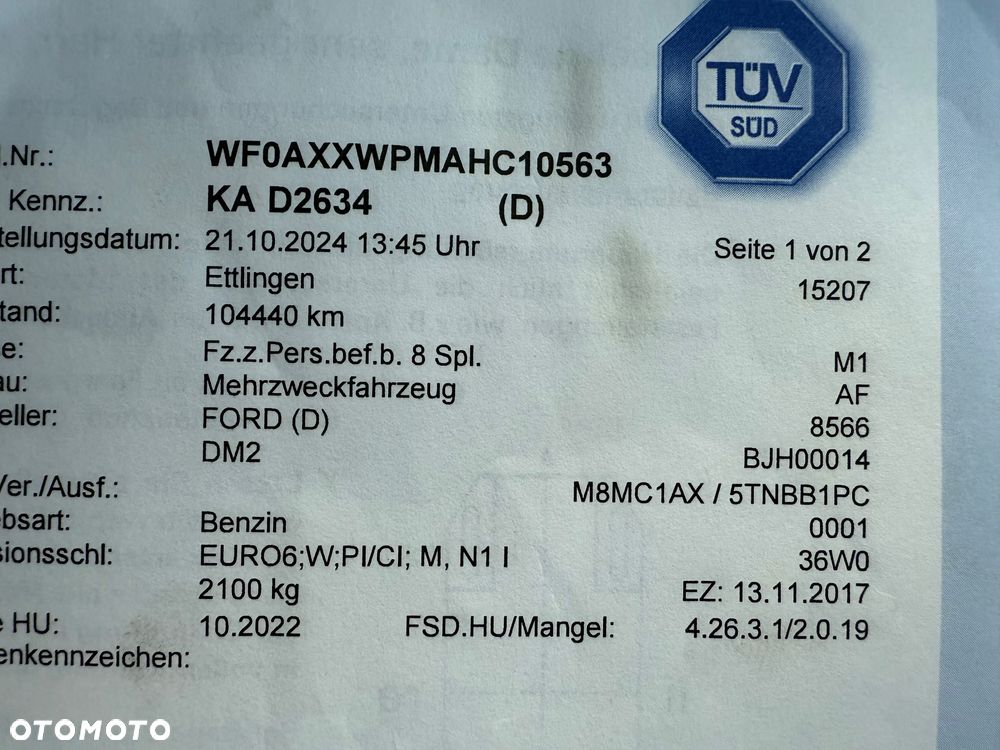 TÜV
SÜD
.Nr.: WF0AXXWPMAHC10563
Kennz.: KA D2634 (D)
tellungsdatum: 21.10.2024 13:45 Uhr Seite 1 von 2
rt: Ettlingen 15207
tand: 104440 km
e: Fz.z.Pers.bef.b. 8 Spl. M1
au: Mehrzweckfahrzeug AF
eller: FORD (D) 8566
DM2 BJH00014
Ver./Ausf.: M8MC1AX / 5TNBB1PC
ebsart: Benzin 0001
sionsschl: EURO6;W;PI/CI; M, N1 I 36W0
2100 kg EZ: 13.11.2017
e HU: 10.2022 FSD.HU/Mangel: 4.26.3.1/2.0.19
enkennzeichen:
OTOMOTO